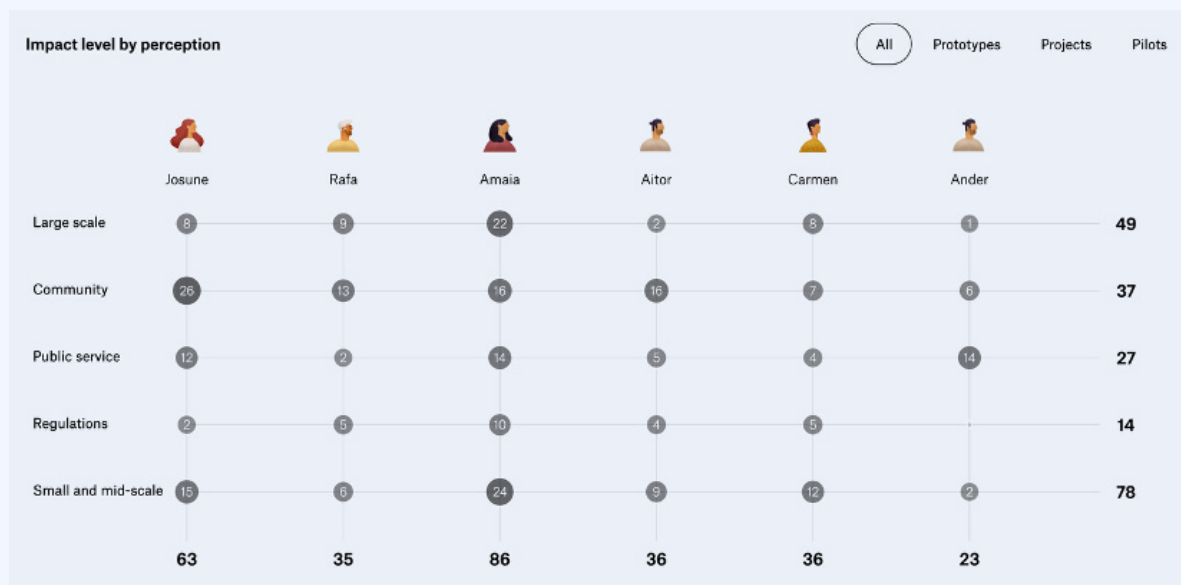 Impact level by perception All Prototypes Projects Pilots
Josune Rafa Amaia Aitor Carmen Ander
Large scale 8 9 22 2 8 1 49
Community 26 13 16 16 7 6 37
Public service 12 2 14 5 4 14 27
Regulations 2 5 10 4 5 14
Small and mid-scale 15 6 24 9 12 2 78
63 35 86 36 36 23